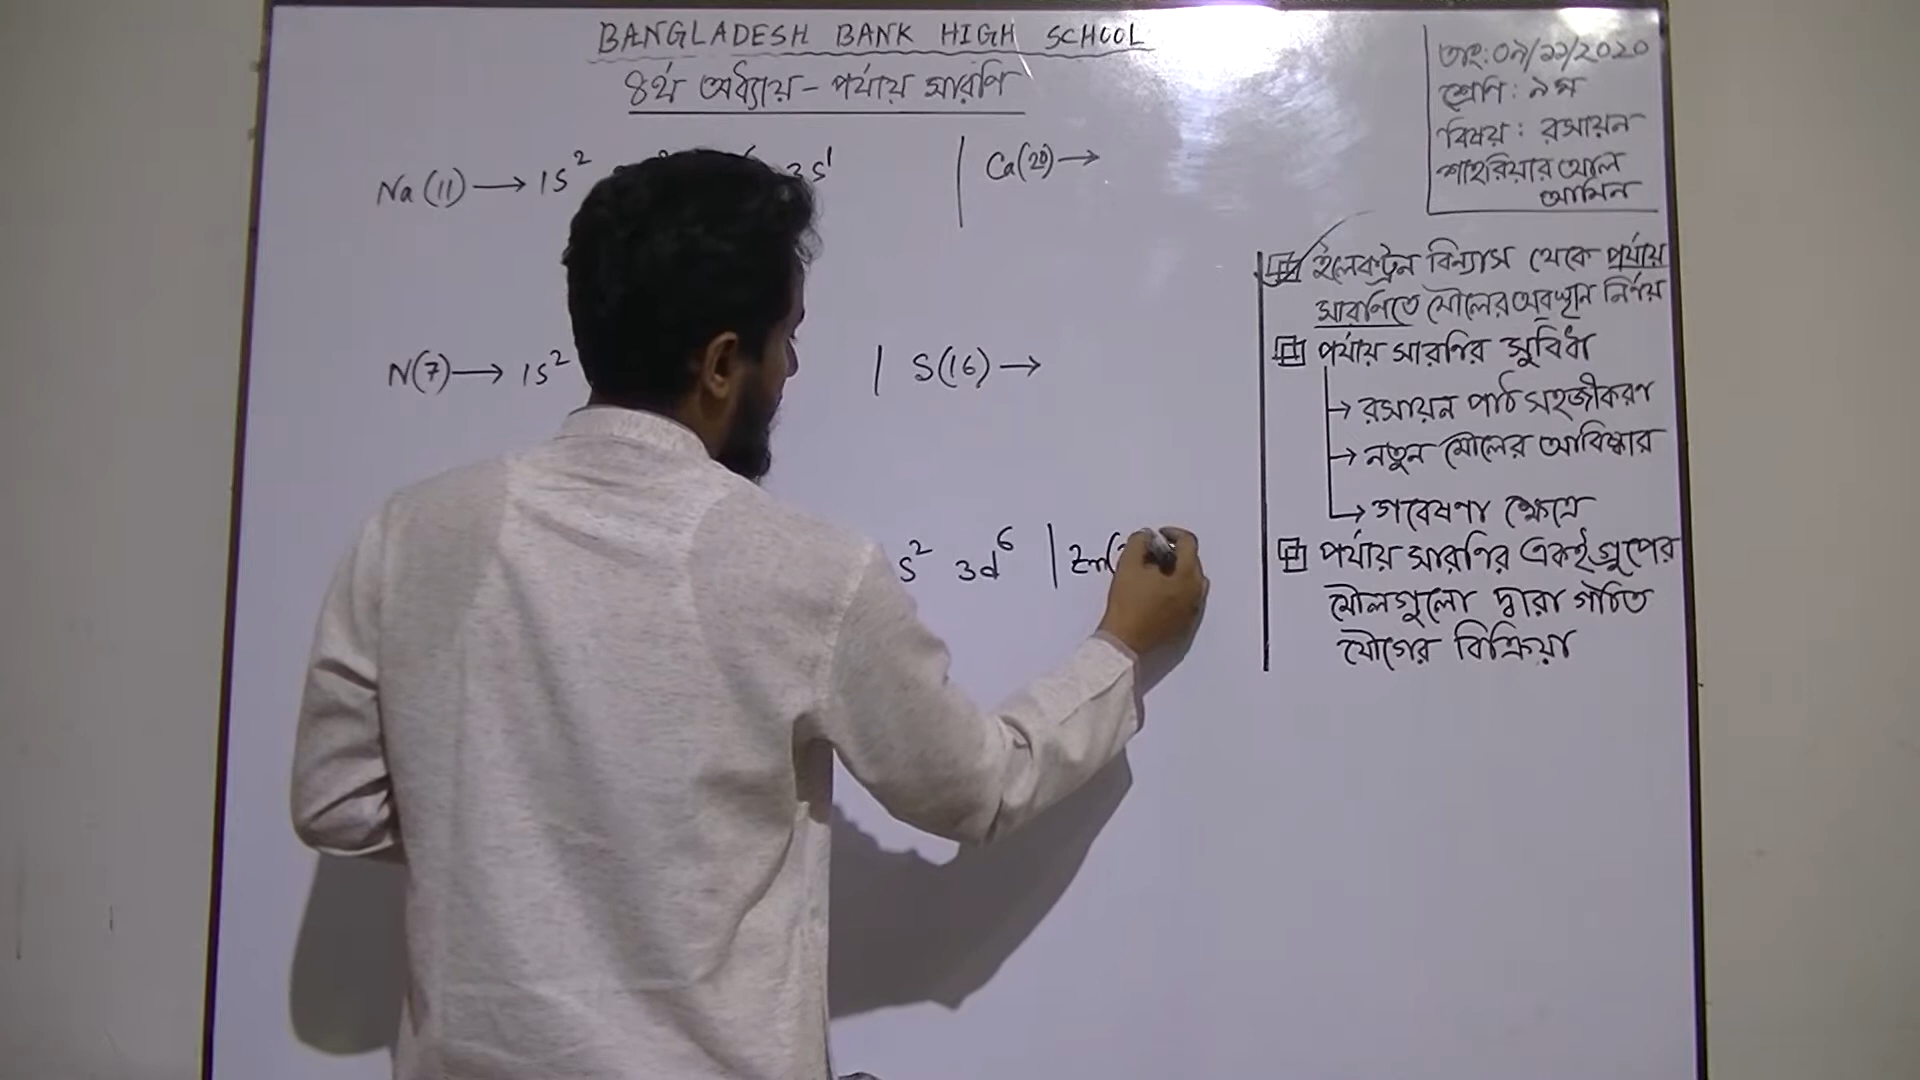 BANGLADESH BANK HIGH SCHOOL
৪র্থ অধ্যায় – পর্যায় সারণি
তাং: ০৯/১১/২০২০
শ্রেণি: ৯ম
বিষয়: রসায়ন
শাহরিয়ার আল
আমিন
Na (11) → 1s² 3s¹
Ca(20) →
N(7) → 1s²
S(16) →
s² 3d⁶ | Zn(
ইলেকট্রন বিন্যাস থেকে পর্যায়
সারণিতে মৌলের অবস্থান নির্ণয়
পর্যায় সারণির সুবিধা
→ রসায়ন পাঠ সহজীকরণ
→ নতুন মৌলের আবিষ্কার
→ গবেষণা ক্ষেত্রে
পর্যায় সারণির একই গ্রুপের
মৌলগুলো দ্বারা গঠিত
যৌগের বিক্রিয়া